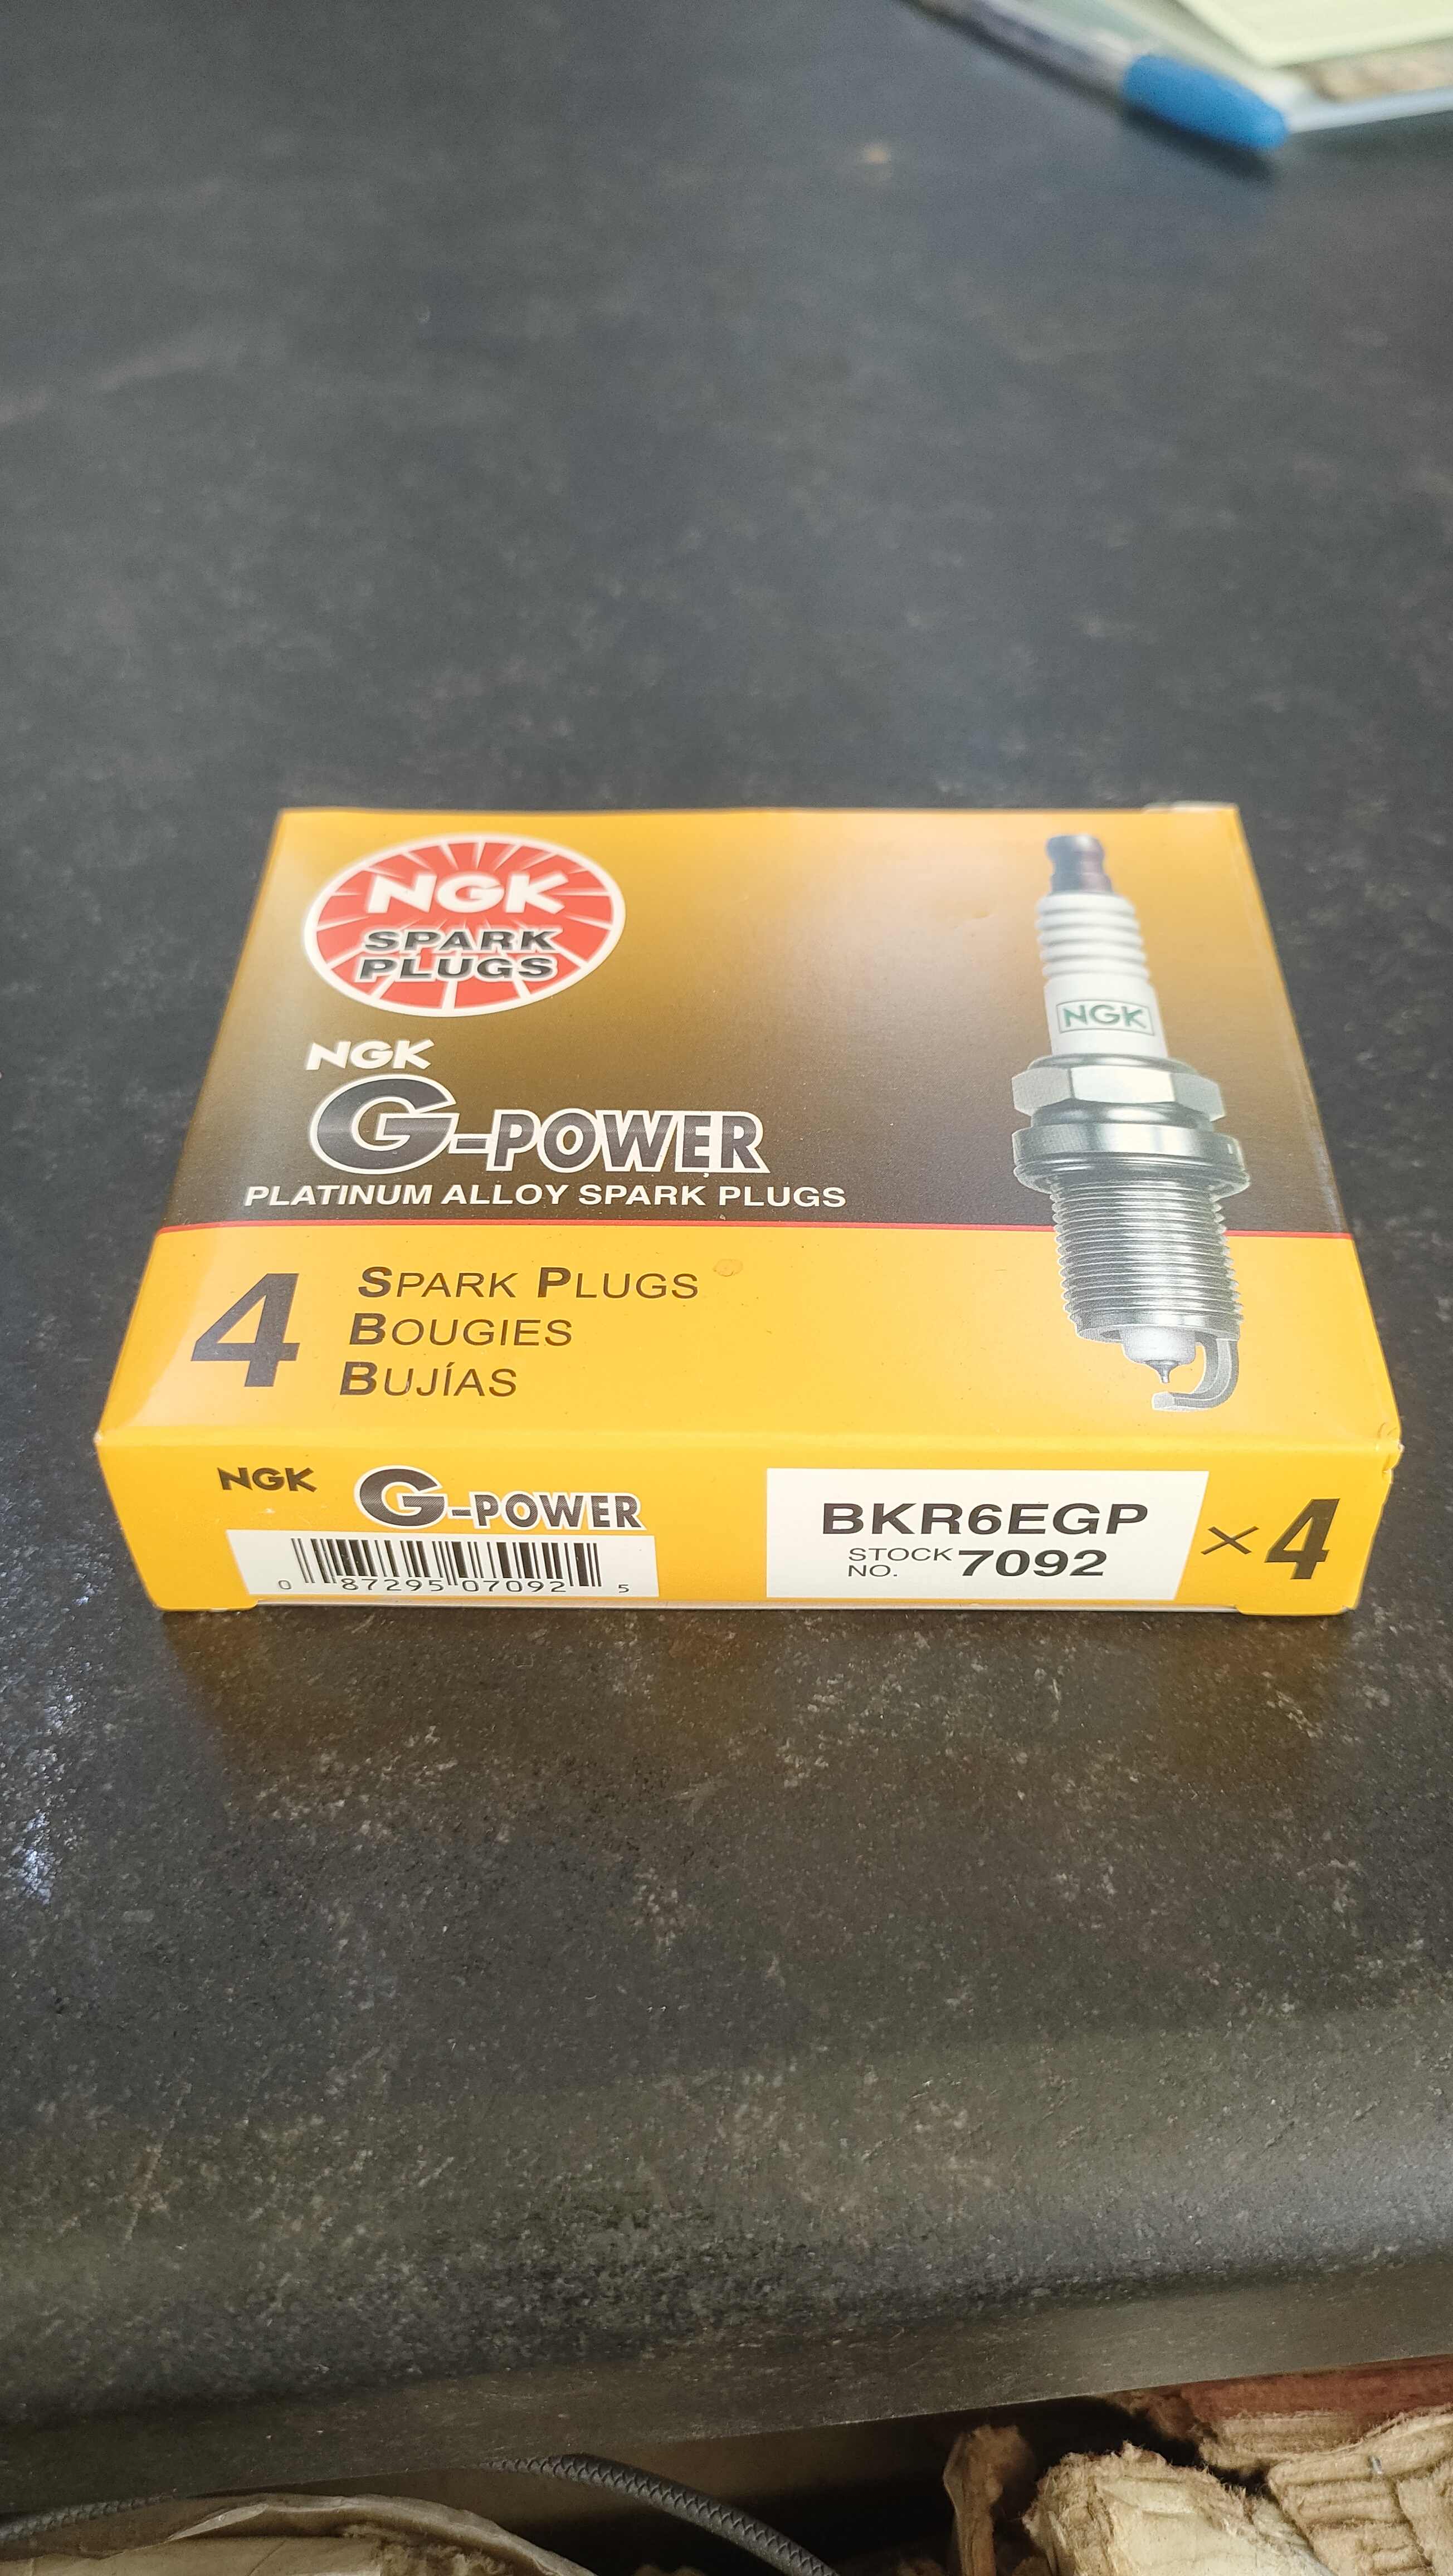 NGK
SPARK
PLUGS
NGK
G-POWER
PLATINUM ALLOY SPARK PLUGS
NGK
4
SPARK PLUGS
BOUGIES
BUJÍAS
NGK G-POWER
0 87295 07092 5
BKR6EGP
STOCK NO. 7092
×4